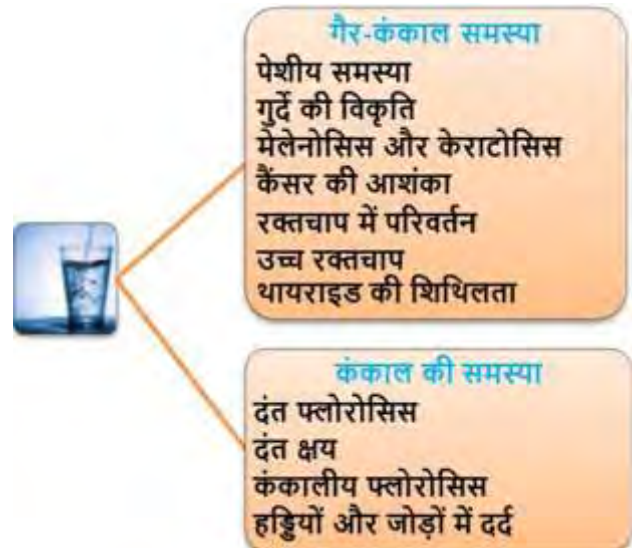 गैर-कंकाल समस्या
पेशीय समस्या
गुर्दे की विकृति
मेलेनोसिस और केराटोसिस
कैंसर की आशंका
रक्तचाप में परिवर्तन
उच्च रक्तचाप
थायराइड की शिथिलता
कंकाल की समस्या
दंत फ्लोरोसिस
दंत क्षय
कंकालीय फ्लोरोसिस
हड्डियों और जोड़ों में दर्द